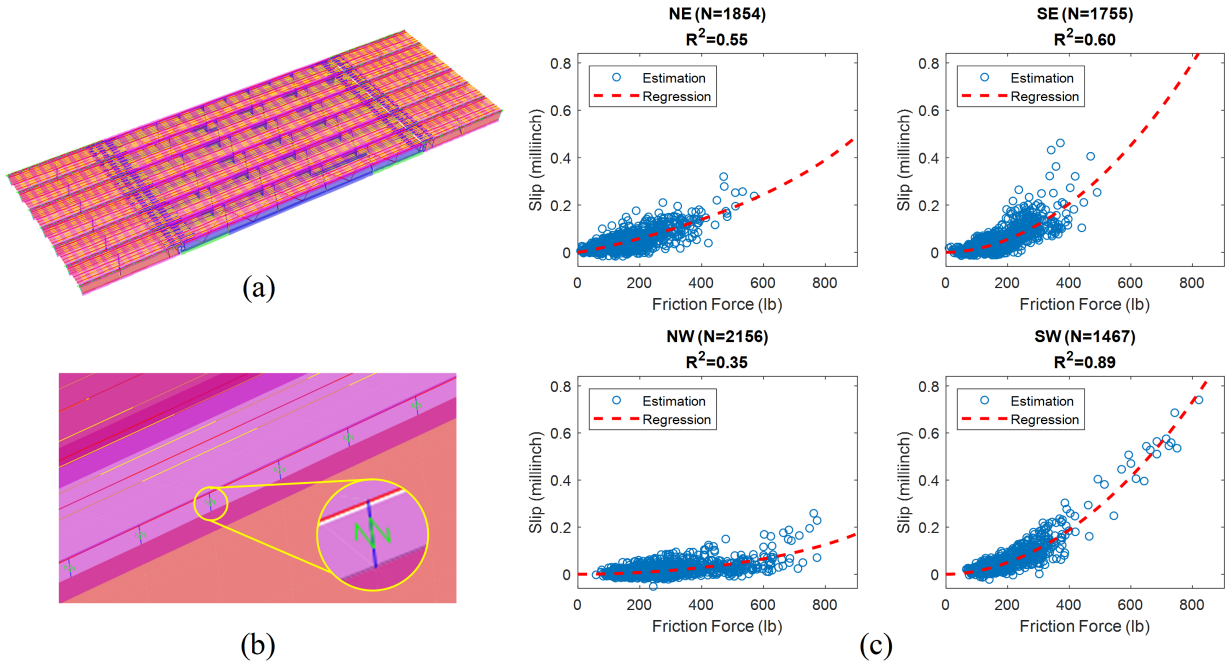 (a)
(b)
NE (N=1854)
R²=0.55
Slip (milliinch)
0.8
0.6
0.4
0.2
0
Estimation
Regression
0 200 400 600 800
Friction Force (lb)
SE (N=1755)
R²=0.60
Slip (milliinch)
0.8
0.6
0.4
0.2
0
Estimation
Regression
0 200 400 600 800
Friction Force (lb)
NW (N=2156)
R²=0.35
Slip (milliinch)
0.8
0.6
0.4
0.2
0
Estimation
Regression
0 200 400 600 800
Friction Force (lb)
SW (N=1467)
R²=0.89
Slip (milliinch)
0.8
0.6
0.4
0.2
0
Estimation
Regression
0 200 400 600 800
Friction Force (lb)
(c)